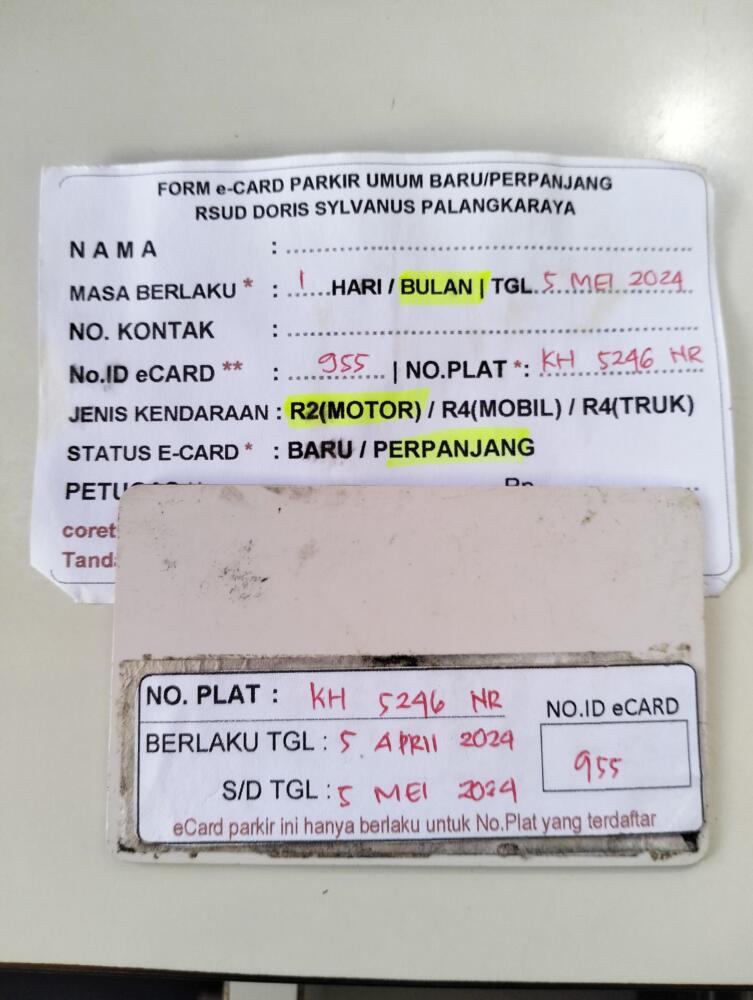 FORM e-CARD PARKIR UMUM BARU/PERPANJANG
RSUD DORIS SYLVANUS PALANGKARAYA
NAMA : ........................................
MASA BERLAKU * : ..1....HARI / BULAN | TGL. 5 MEI 2024
NO. KONTAK : ........................................
No.ID eCARD ** : ....955.... | NO.PLAT *: KH 5246 NR
JENIS KENDARAAN : R2(MOTOR) / R4(MOBIL) / R4(TRUK)
STATUS E-CARD * : BARU / PERPANJANG
NO. PLAT : KH 5246 NR
NO.ID eCARD
BERLAKU TGL : 5 APRIl 2024
955
S/D TGL : 5 MEI 2024
eCard parkir ini hanya berlaku untuk No.Plat yang terdaftar